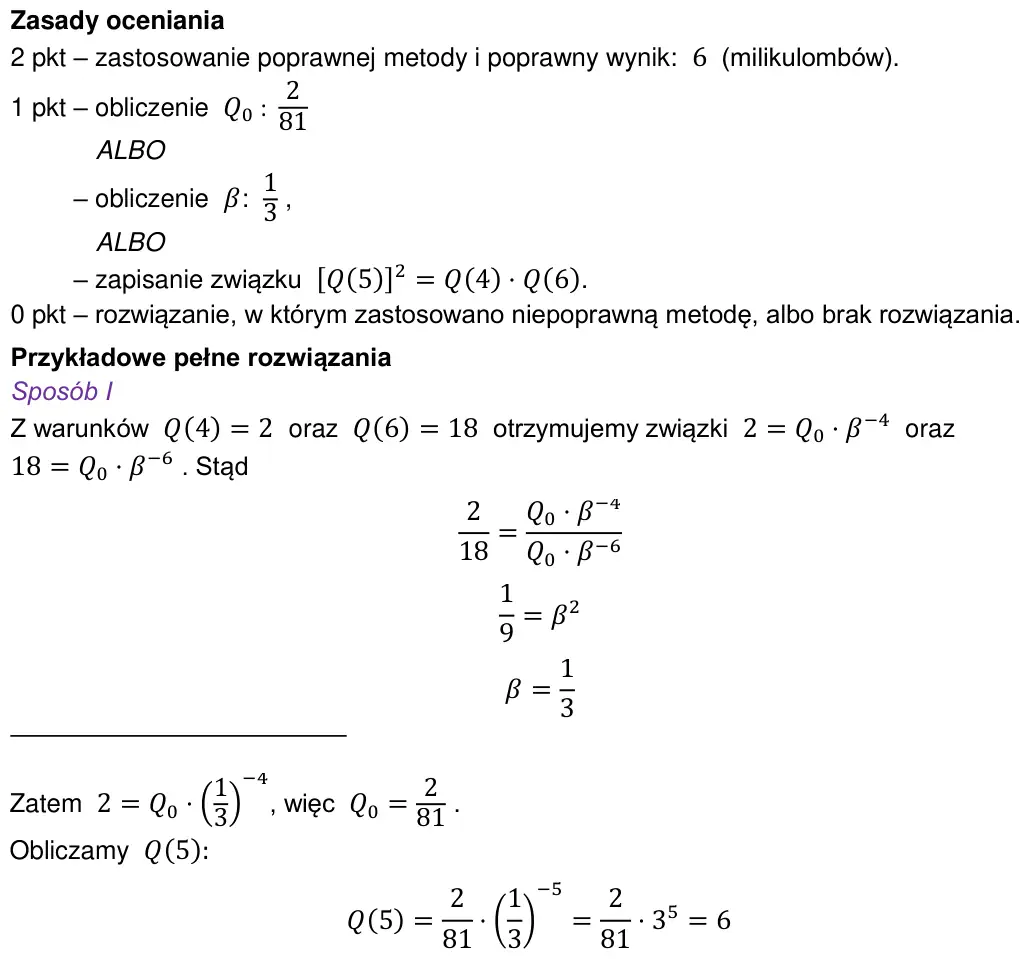 Zasady oceniania
2 pkt – zastosowanie poprawnej metody i poprawny wynik: 6 (milikulombów).
1 pkt – obliczenie Q₀ : 2/81
ALBO
– obliczenie β: 1/3 ,
ALBO
– zapisanie związku [Q(5)]² = Q(4) · Q(6).
0 pkt – rozwiązanie, w którym zastosowano niepoprawną metodę, albo brak rozwiązania.
Przykładowe pełne rozwiązania
Sposób I
Z warunków Q(4) = 2 oraz Q(6) = 18 otrzymujemy związki 2 = Q₀ · β⁻⁴ oraz
18 = Q₀ · β⁻⁶ . Stąd
2/18 = (Q₀ · β⁻⁴)/(Q₀ · β⁻⁶)
1/9 = β²
β = 1/3
Zatem 2 = Q₀ · (1/3)⁻⁴ , więc Q₀ = 2/81 .
Obliczamy Q(5):
Q(5) = 2/81 · (1/3)⁻⁵ = 2/81 · 3⁵ = 6